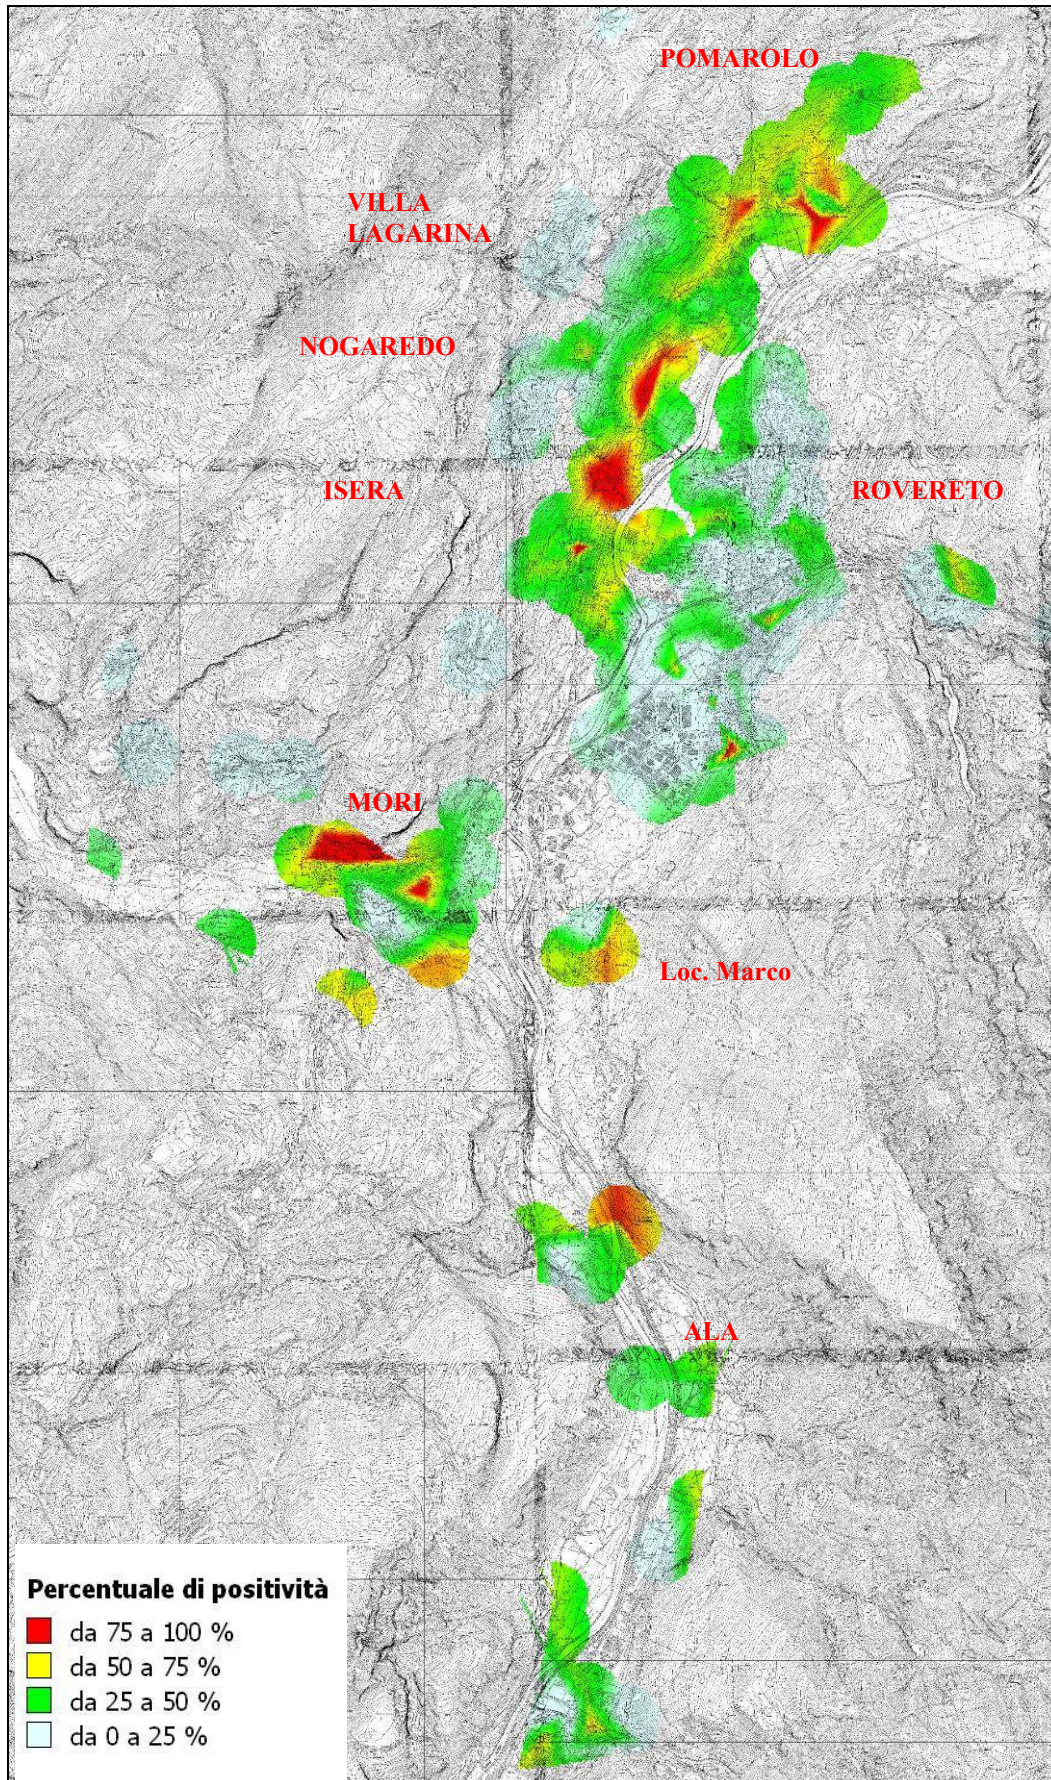 POMAROLO
VILLA
LAGARINA
NOGAREDO
ISERA
ROVERETO
MORI
Loc. Marco
ALA
Percentuale di positività
da 75 a 100 %
da 50 a 75 %
da 25 a 50 %
da 0 a 25 %